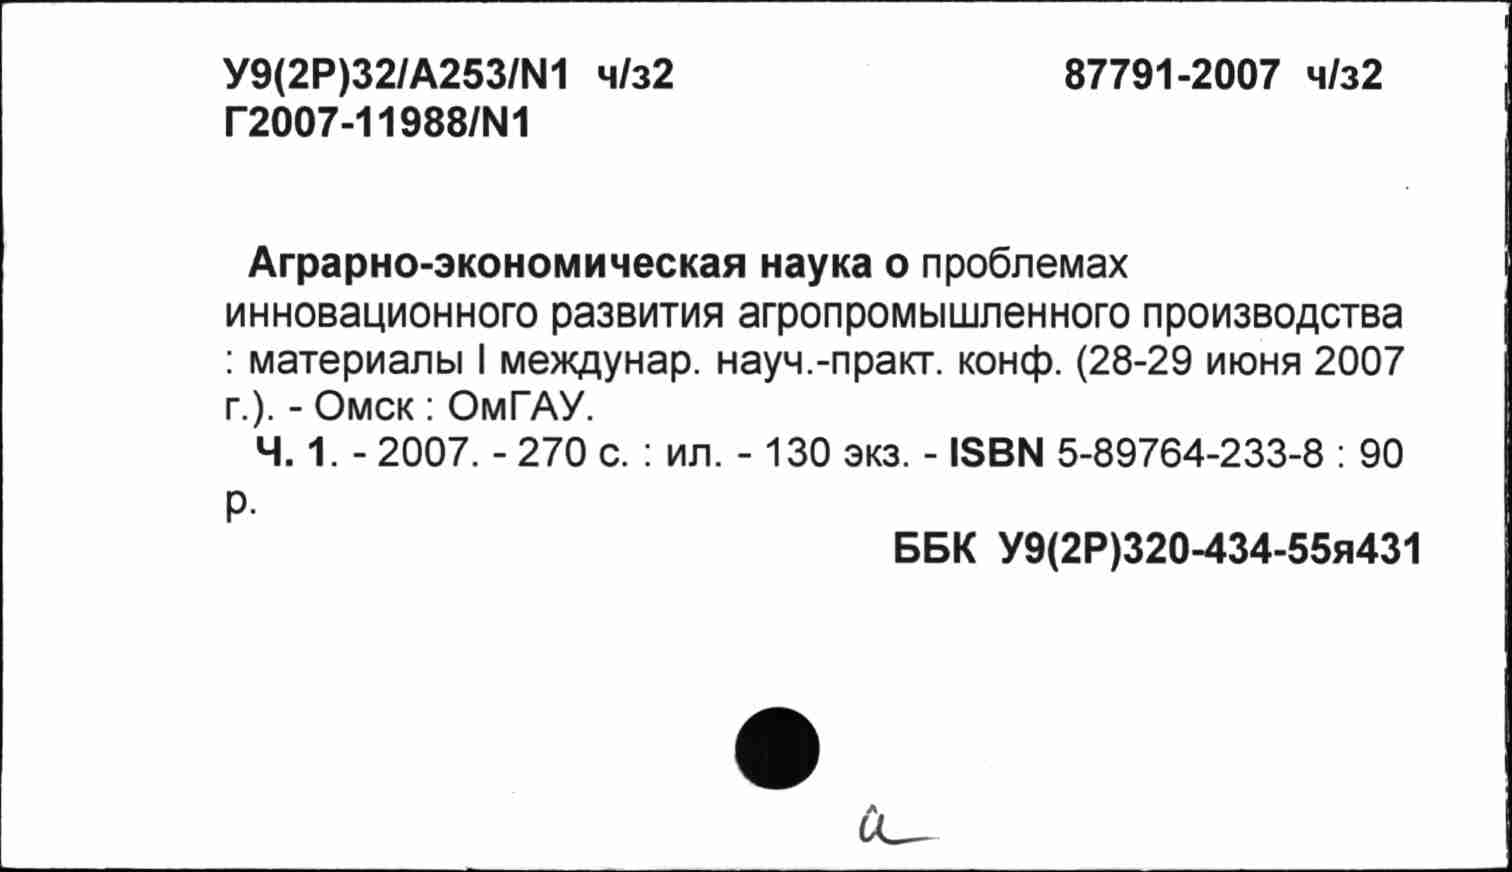 У9(2Р)32/А253/N1 ч/з2 87791-2007 ч/з2
Г2007-11988/N1
Аграрно-экономическая наука о проблемах
инновационного развития агропромышленного производства
: материалы I междунар. науч.-практ. конф. (28-29 июня 2007
г.). - Омск : ОмГАУ.
Ч. 1. - 2007. - 270 с. : ил. - 130 экз. - ISBN 5-89764-233-8 : 90
р.
ББК У9(2Р)320-434-55я431